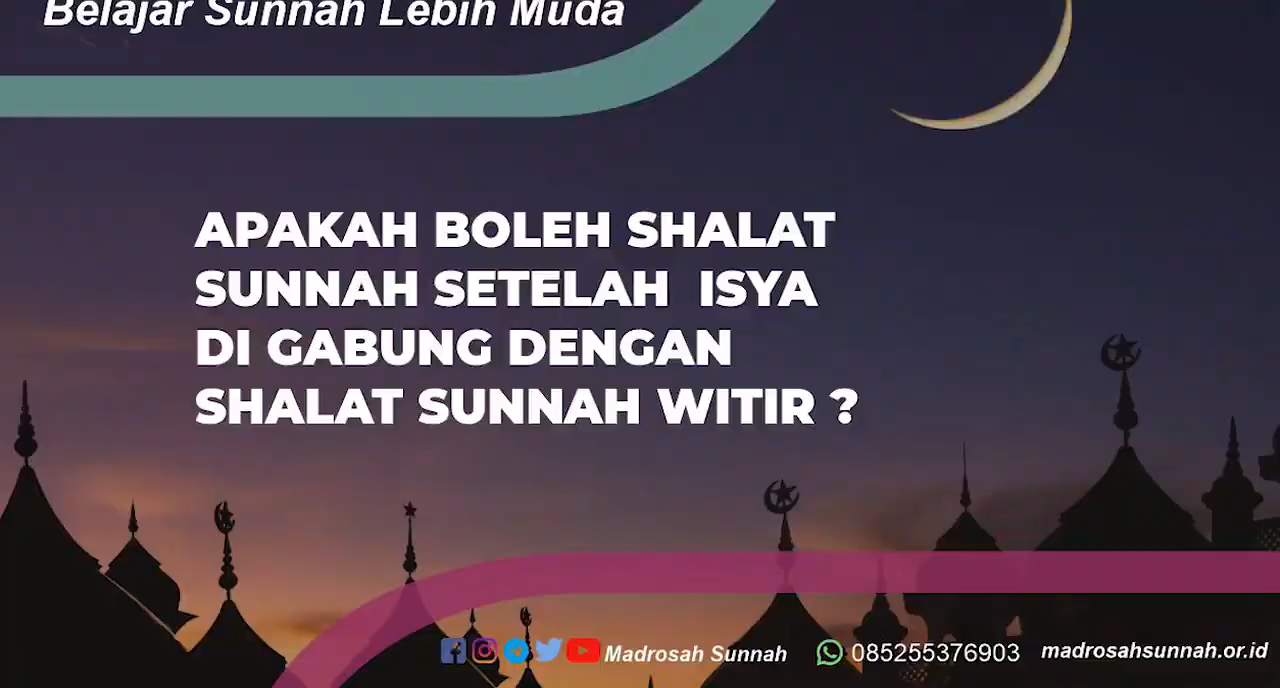 Belajar Sunnah Lebih Muda
APAKAH BOLEH SHALAT
SUNNAH SETELAH ISYA
DI GABUNG DENGAN
SHALAT SUNNAH WITIR ?
Madrosah Sunnah 085255376903 madrosahsunnah.or.id